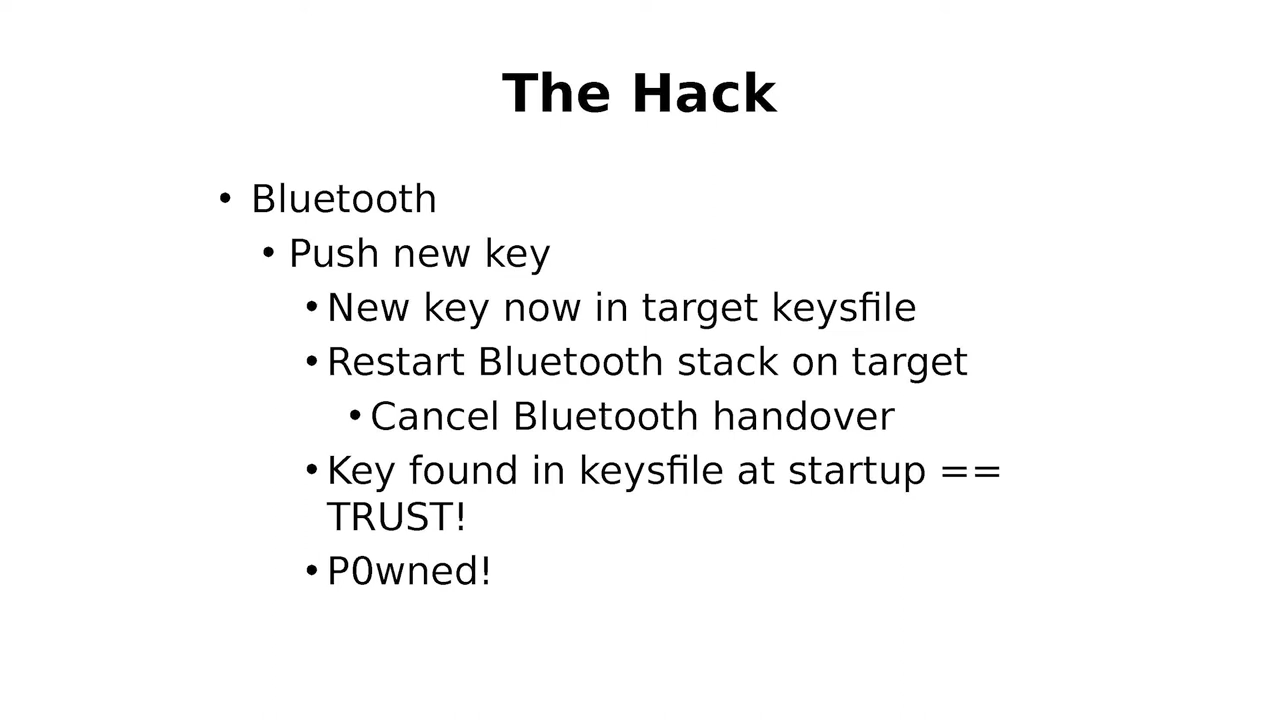 The Hack
• Bluetooth
• Push new key
• New key now in target keysfile
• Restart Bluetooth stack on target
• Cancel Bluetooth handover
• Key found in keysfile at startup ==
TRUST!
• P0wned!